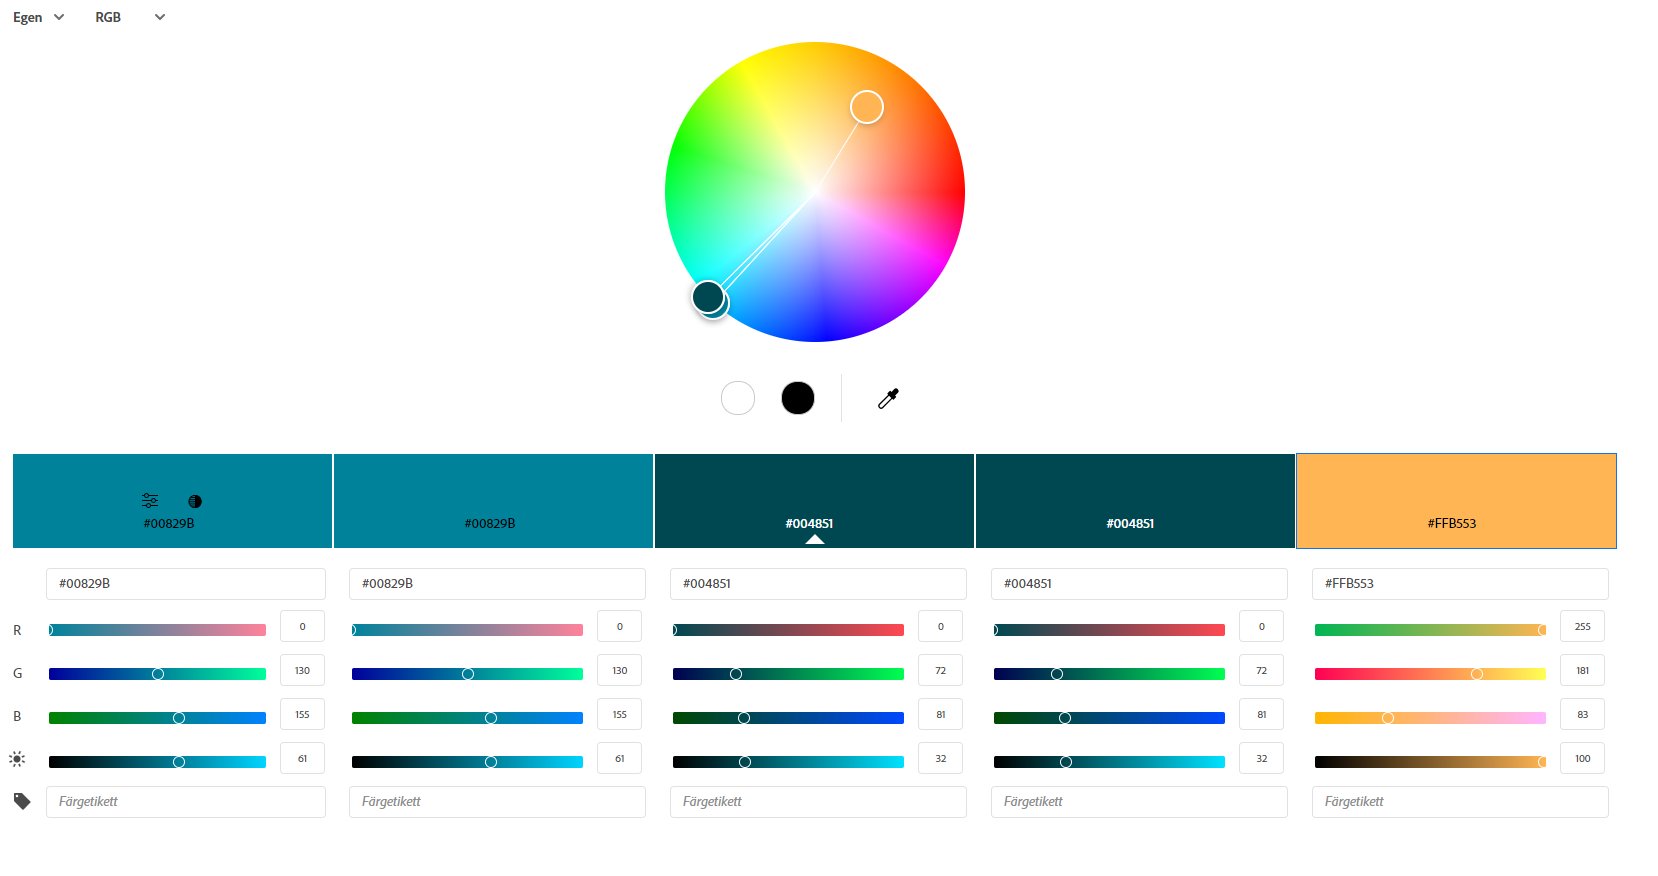 Egen RGB
#00829B #00829B #004851 #004851 #FFB553
#00829B #00829B #004851 #004851 #FFB553
R 0 0 0 0 255
G 130 130 72 72 181
B 155 155 81 81 83
61 61 32 32 100
Färgetikett Färgetikett Färgetikett Färgetikett Färgetikett